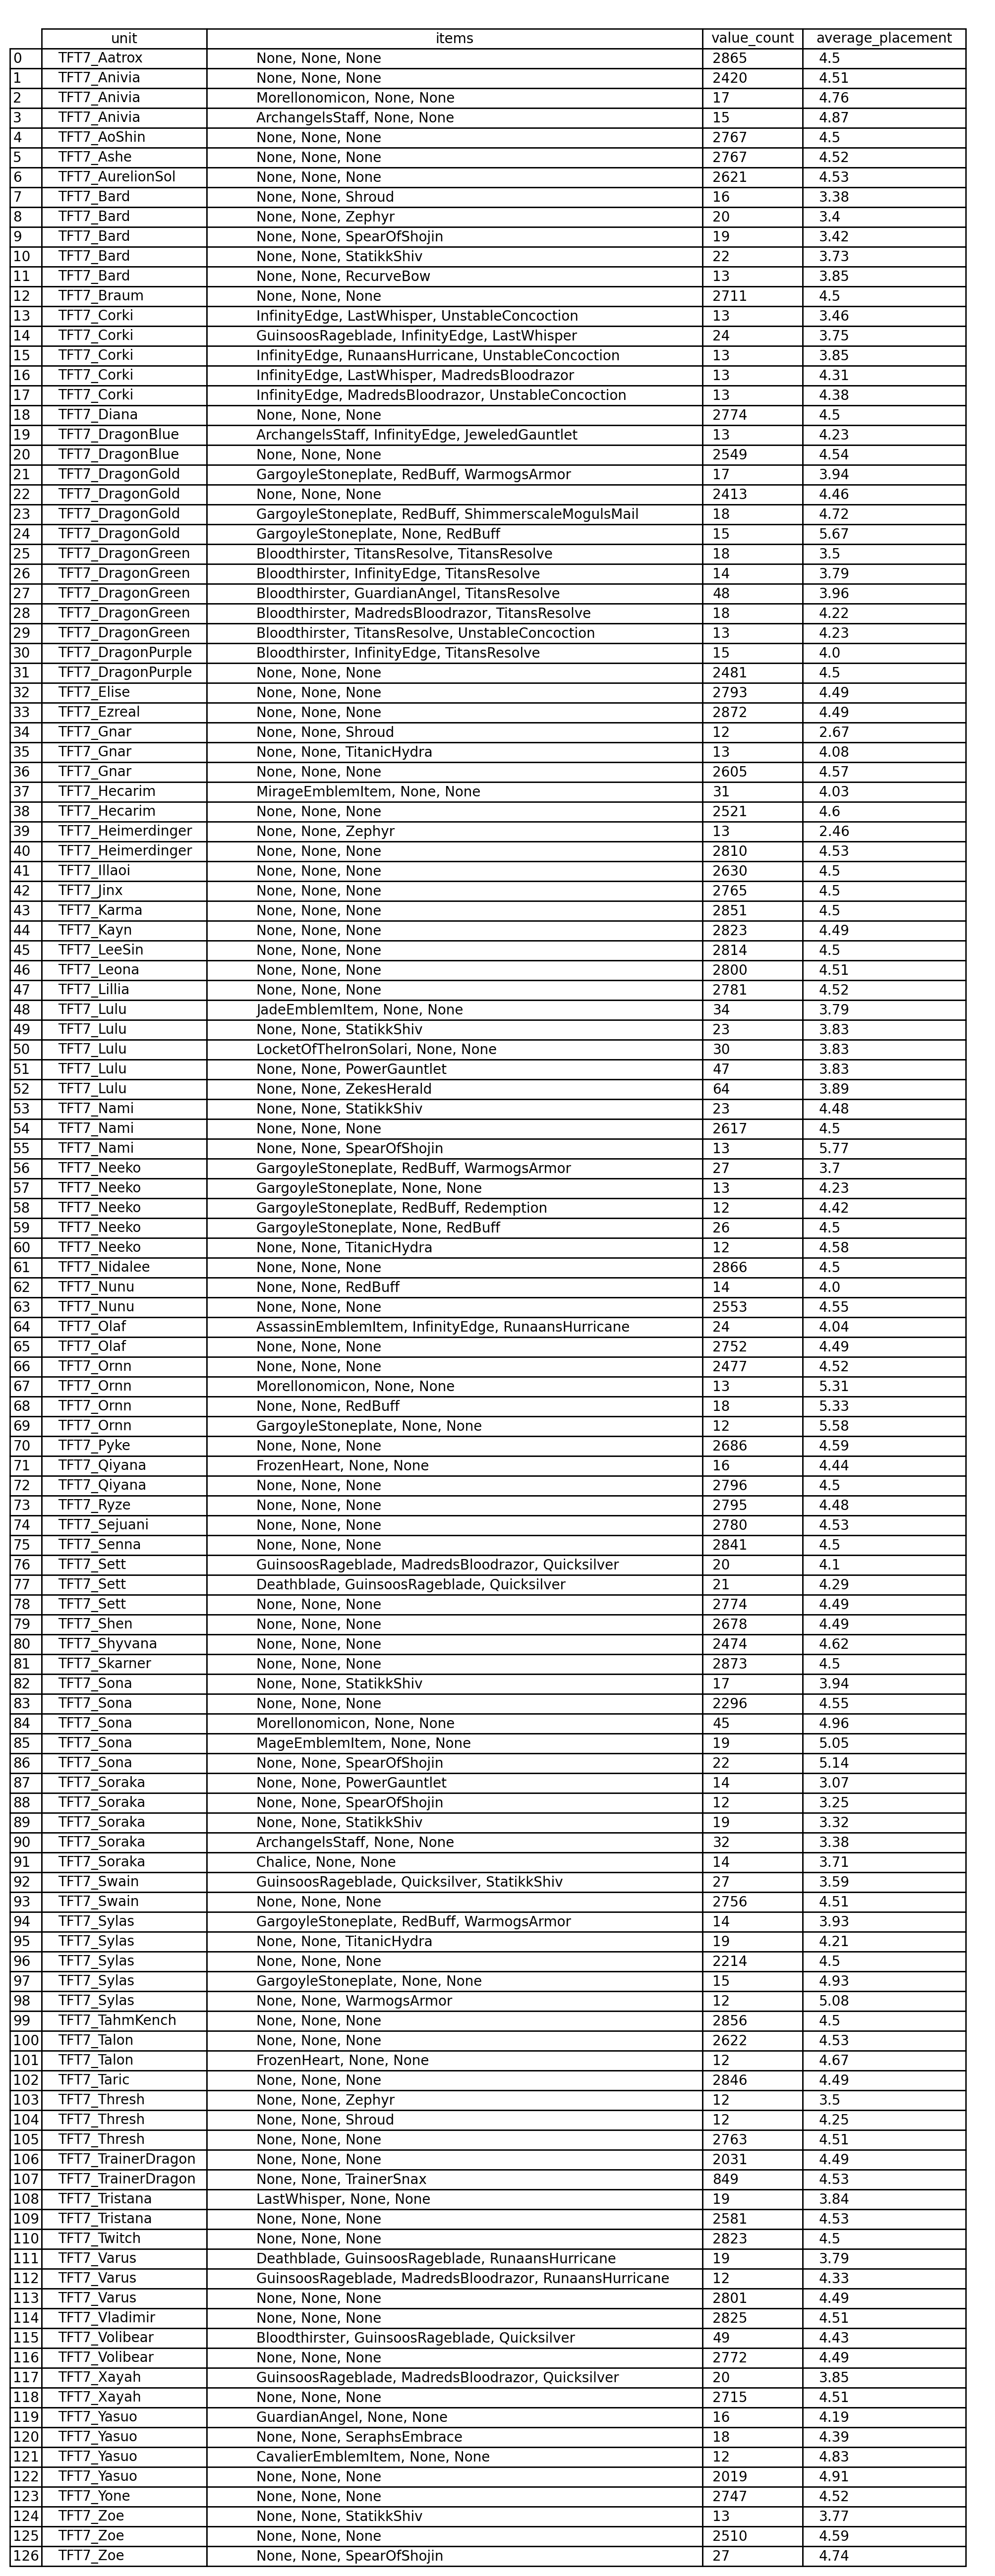 unit items value_count average_placement
0 TFT7_Aatrox None, None, None 2865 4.5
1 TFT7_Anivia None, None, None 2420 4.51
2 TFT7_Anivia Morellonomicon, None, None 17 4.76
3 TFT7_Anivia ArchangelsStaff, None, None 15 4.87
4 TFT7_AoShin None, None, None 2767 4.5
5 TFT7_Ashe None, None, None 2767 4.52
6 TFT7_AurelionSol None, None, None 2621 4.53
7 TFT7_Bard None, None, Shroud 16 3.38
8 TFT7_Bard None, None, Zephyr 20 3.4
9 TFT7_Bard None, None, SpearOfShojin 19 3.42
10 TFT7_Bard None, None, StatikkShiv 22 3.73
11 TFT7_Bard None, None, RecurveBow 13 3.85
12 TFT7_Braum None, None, None 2711 4.5
13 TFT7_Corki InfinityEdge, LastWhisper, UnstableConcoction 13 3.46
14 TFT7_Corki GuinsoosRageblade, InfinityEdge, LastWhisper 24 3.75
15 TFT7_Corki InfinityEdge, RunaansHurricane, UnstableConcoction 13 3.85
16 TFT7_Corki InfinityEdge, LastWhisper, MadredsBloodrazor 13 4.31
17 TFT7_Corki InfinityEdge, MadredsBloodrazor, UnstableConcoction 13 4.38
18 TFT7_Diana None, None, None 2774 4.5
19 TFT7_DragonBlue ArchangelsStaff, InfinityEdge, JeweledGauntlet 13 4.23
20 TFT7_DragonBlue None, None, None 2549 4.54
21 TFT7_DragonGold GargoyleStoneplate, RedBuff, WarmogsArmor 17 3.94
22 TFT7_DragonGold None, None, None 2413 4.46
23 TFT7_DragonGold GargoyleStoneplate, RedBuff, ShimmerscaleMogulsMail 18 4.72
24 TFT7_DragonGold GargoyleStoneplate, None, RedBuff 15 5.67
25 TFT7_DragonGreen Bloodthirster, TitansResolve, TitansResolve 18 3.5
26 TFT7_DragonGreen Bloodthirster, InfinityEdge, TitansResolve 14 3.79
27 TFT7_DragonGreen Bloodthirster, GuardianAngel, TitansResolve 48 3.96
28 TFT7_DragonGreen Bloodthirster, MadredsBloodrazor, TitansResolve 18 4.22
29 TFT7_DragonGreen Bloodthirster, TitansResolve, UnstableConcoction 13 4.23
30 TFT7_DragonPurple Bloodthirster, InfinityEdge, TitansResolve 15 4.0
31 TFT7_DragonPurple None, None, None 2481 4.5
32 TFT7_Elise None, None, None 2793 4.49
33 TFT7_Ezreal None, None, None 2872 4.49
34 TFT7_Gnar None, None, Shroud 12 2.67
35 TFT7_Gnar None, None, TitanicHydra 13 4.08
36 TFT7_Gnar None, None, None 2605 4.57
37 TFT7_Hecarim MirageEmblemItem, None, None 31 4.03
38 TFT7_Hecarim None, None, None 2521 4.6
39 TFT7_Heimerdinger None, None, Zephyr 13 2.46
40 TFT7_Heimerdinger None, None, None 2810 4.53
41 TFT7_Illaoi None, None, None 2630 4.5
42 TFT7_Jinx None, None, None 2765 4.5
43 TFT7_Karma None, None, None 2851 4.5
44 TFT7_Kayn None, None, None 2823 4.49
45 TFT7_LeeSin None, None, None 2814 4.5
46 TFT7_Leona None, None, None 2800 4.51
47 TFT7_Lillia None, None, None 2781 4.52
48 TFT7_Lulu JadeEmblemItem, None, None 34 3.79
49 TFT7_Lulu None, None, StatikkShiv 23 3.83
50 TFT7_Lulu LocketOfTheIronSolari, None, None 30 3.83
51 TFT7_Lulu None, None, PowerGauntlet 47 3.83
52 TFT7_Lulu None, None, ZekesHerald 64 3.89
53 TFT7_Nami None, None, StatikkShiv 23 4.48
54 TFT7_Nami None, None, None 2617 4.5
55 TFT7_Nami None, None, SpearOfShojin 13 5.77
56 TFT7_Neeko GargoyleStoneplate, RedBuff, WarmogsArmor 27 3.7
57 TFT7_Neeko GargoyleStoneplate, None, None 13 4.23
58 TFT7_Neeko GargoyleStoneplate, RedBuff, Redemption 12 4.42
59 TFT7_Neeko GargoyleStoneplate, None, RedBuff 26 4.5
60 TFT7_Neeko None, None, TitanicHydra 12 4.58
61 TFT7_Nidalee None, None, None 2866 4.5
62 TFT7_Nunu None, None, RedBuff 14 4.0
63 TFT7_Nunu None, None, None 2553 4.55
64 TFT7_Olaf AssassinEmblemItem, InfinityEdge, RunaansHurricane 24 4.04
65 TFT7_Olaf None, None, None 2752 4.49
66 TFT7_Ornn None, None, None 2477 4.52
67 TFT7_Ornn Morellonomicon, None, None 13 5.31
68 TFT7_Ornn None, None, RedBuff 18 5.33
69 TFT7_Ornn GargoyleStoneplate, None, None 12 5.58
70 TFT7_Pyke None, None, None 2686 4.59
71 TFT7_Qiyana FrozenHeart, None, None 16 4.44
72 TFT7_Qiyana None, None, None 2796 4.5
73 TFT7_Ryze None, None, None 2795 4.48
74 TFT7_Sejuani None, None, None 2780 4.53
75 TFT7_Senna None, None, None 2841 4.5
76 TFT7_Sett GuinsoosRageblade, MadredsBloodrazor, Quicksilver 20 4.1
77 TFT7_Sett Deathblade, GuinsoosRageblade, Quicksilver 21 4.29
78 TFT7_Sett None, None, None 2774 4.49
79 TFT7_Shen None, None, None 2678 4.49
80 TFT7_Shyvana None, None, None 2474 4.62
81 TFT7_Skarner None, None, None 2873 4.5
82 TFT7_Sona None, None, StatikkShiv 17 3.94
83 TFT7_Sona None, None, None 2296 4.55
84 TFT7_Sona Morellonomicon, None, None 45 4.96
85 TFT7_Sona MageEmblemItem, None, None 19 5.05
86 TFT7_Sona None, None, SpearOfShojin 22 5.14
87 TFT7_Soraka None, None, PowerGauntlet 14 3.07
88 TFT7_Soraka None, None, SpearOfShojin 12 3.25
89 TFT7_Soraka None, None, StatikkShiv 19 3.32
90 TFT7_Soraka ArchangelsStaff, None, None 32 3.38
91 TFT7_Soraka Chalice, None, None 14 3.71
92 TFT7_Swain GuinsoosRageblade, Quicksilver, StatikkShiv 27 3.59
93 TFT7_Swain None, None, None 2756 4.51
94 TFT7_Sylas GargoyleStoneplate, RedBuff, WarmogsArmor 14 3.93
95 TFT7_Sylas None, None, TitanicHydra 19 4.21
96 TFT7_Sylas None, None, None 2214 4.5
97 TFT7_Sylas GargoyleStoneplate, None, None 15 4.93
98 TFT7_Sylas None, None, WarmogsArmor 12 5.08
99 TFT7_TahmKench None, None, None 2856 4.5
100 TFT7_Talon None, None, None 2622 4.53
101 TFT7_Talon FrozenHeart, None, None 12 4.67
102 TFT7_Taric None, None, None 2846 4.49
103 TFT7_Thresh None, None, Zephyr 12 3.5
104 TFT7_Thresh None, None, Shroud 12 4.25
105 TFT7_Thresh None, None, None 2763 4.51
106 TFT7_TrainerDragon None, None, None 2031 4.49
107 TFT7_TrainerDragon None, None, TrainerSnax 849 4.53
108 TFT7_Tristana LastWhisper, None, None 19 3.84
109 TFT7_Tristana None, None, None 2581 4.53
110 TFT7_Twitch None, None, None 2823 4.5
111 TFT7_Varus Deathblade, GuinsoosRageblade, RunaansHurricane 19 3.79
112 TFT7_Varus GuinsoosRageblade, MadredsBloodrazor, RunaansHurricane 12 4.33
113 TFT7_Varus None, None, None 2801 4.49
114 TFT7_Vladimir None, None, None 2825 4.51
115 TFT7_Volibear Bloodthirster, GuinsoosRageblade, Quicksilver 49 4.43
116 TFT7_Volibear None, None, None 2772 4.49
117 TFT7_Xayah GuinsoosRageblade, MadredsBloodrazor, Quicksilver 20 3.85
118 TFT7_Xayah None, None, None 2715 4.51
119 TFT7_Yasuo GuardianAngel, None, None 16 4.19
120 TFT7_Yasuo None, None, SeraphsEmbrace 18 4.39
121 TFT7_Yasuo CavalierEmblemItem, None, None 12 4.83
122 TFT7_Yasuo None, None, None 2019 4.91
123 TFT7_Yone None, None, None 2747 4.52
124 TFT7_Zoe None, None, StatikkShiv 13 3.77
125 TFT7_Zoe None, None, None 2510 4.59
126 TFT7_Zoe None, None, SpearOfShojin 27 4.74